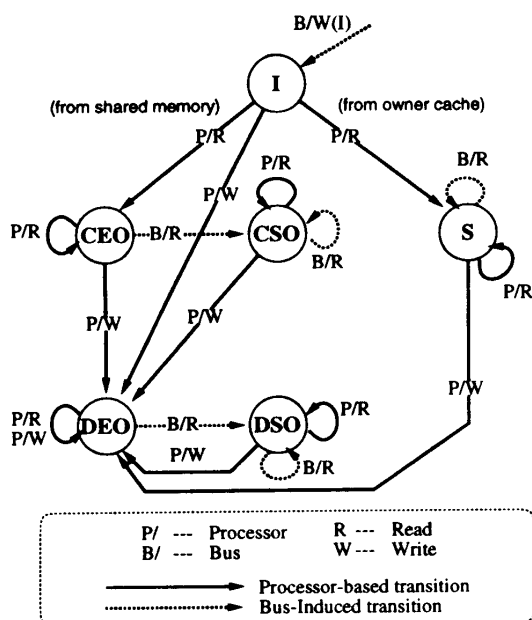 B/W(I)
I
(from shared memory)
(from owner cache)
P/R
P/R
P/W
P/R
B/R
P/R
CEO
B/R
CSO
B/R
S
P/R
P/W
P/W
P/W
P/R
P/W
DEO
B/R
DSO
P/R
P/W
B/R
P/ --- Processor
R --- Read
B/ --- Bus
W --- Write
Processor-based transition
Bus-Induced transition